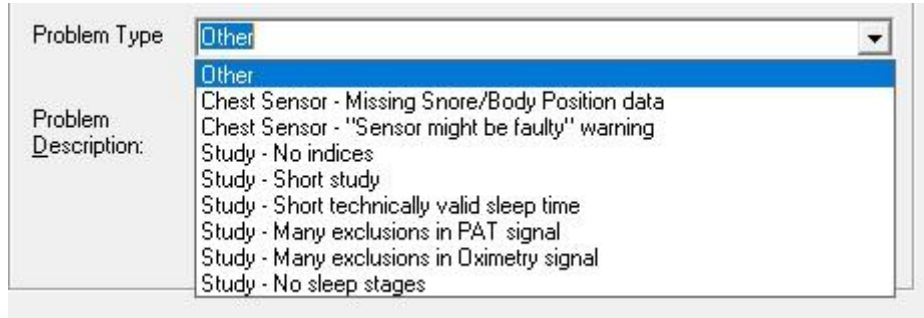 Problem Type Other
Other
Chest Sensor - Missing Snore/Body Position data
Chest Sensor - "Sensor might be faulty" warning
Study - No indices
Study - Short study
Study - Short technically valid sleep time
Study - Many exclusions in PAT signal
Study - Many exclusions in Oximetry signal
Study - No sleep stages
Problem
Description: